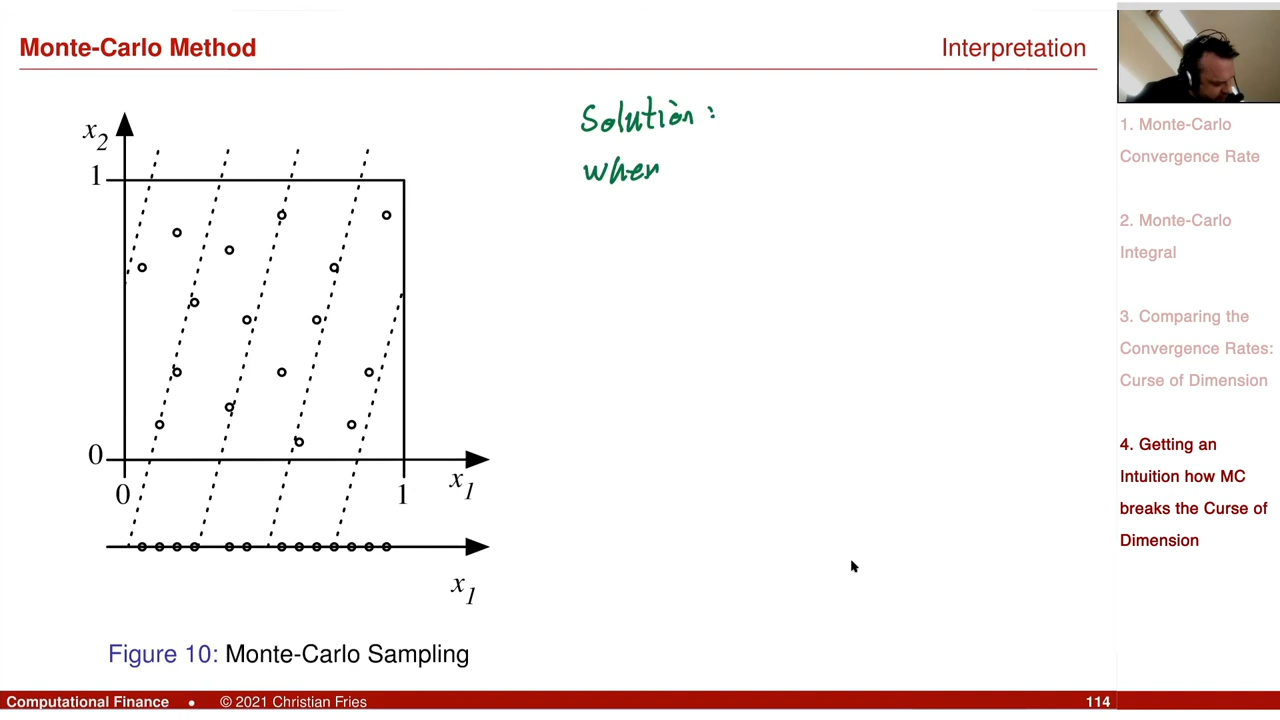 Monte-Carlo Method
Interpretation
Solution:
when
x2
1
0
0
1
x1
x1
Figure 10: Monte-Carlo Sampling
1. Monte-Carlo
Convergence Rate
2. Monte-Carlo
Integral
3. Comparing the
Convergence Rates:
Curse of Dimension
4. Getting an
Intuition how MC
breaks the Curse of
Dimension
Computational Finance • © 2021 Christian Fries
114